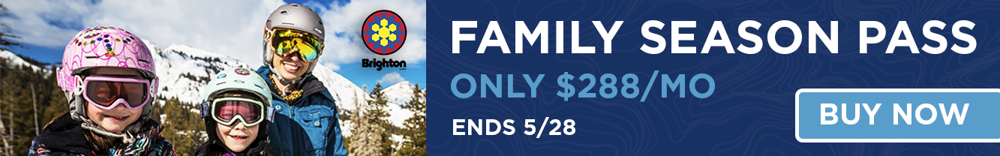 Brighton
FAMILY SEASON PASS
ONLY $288/MO
ENDS 5/28
BUY NOW